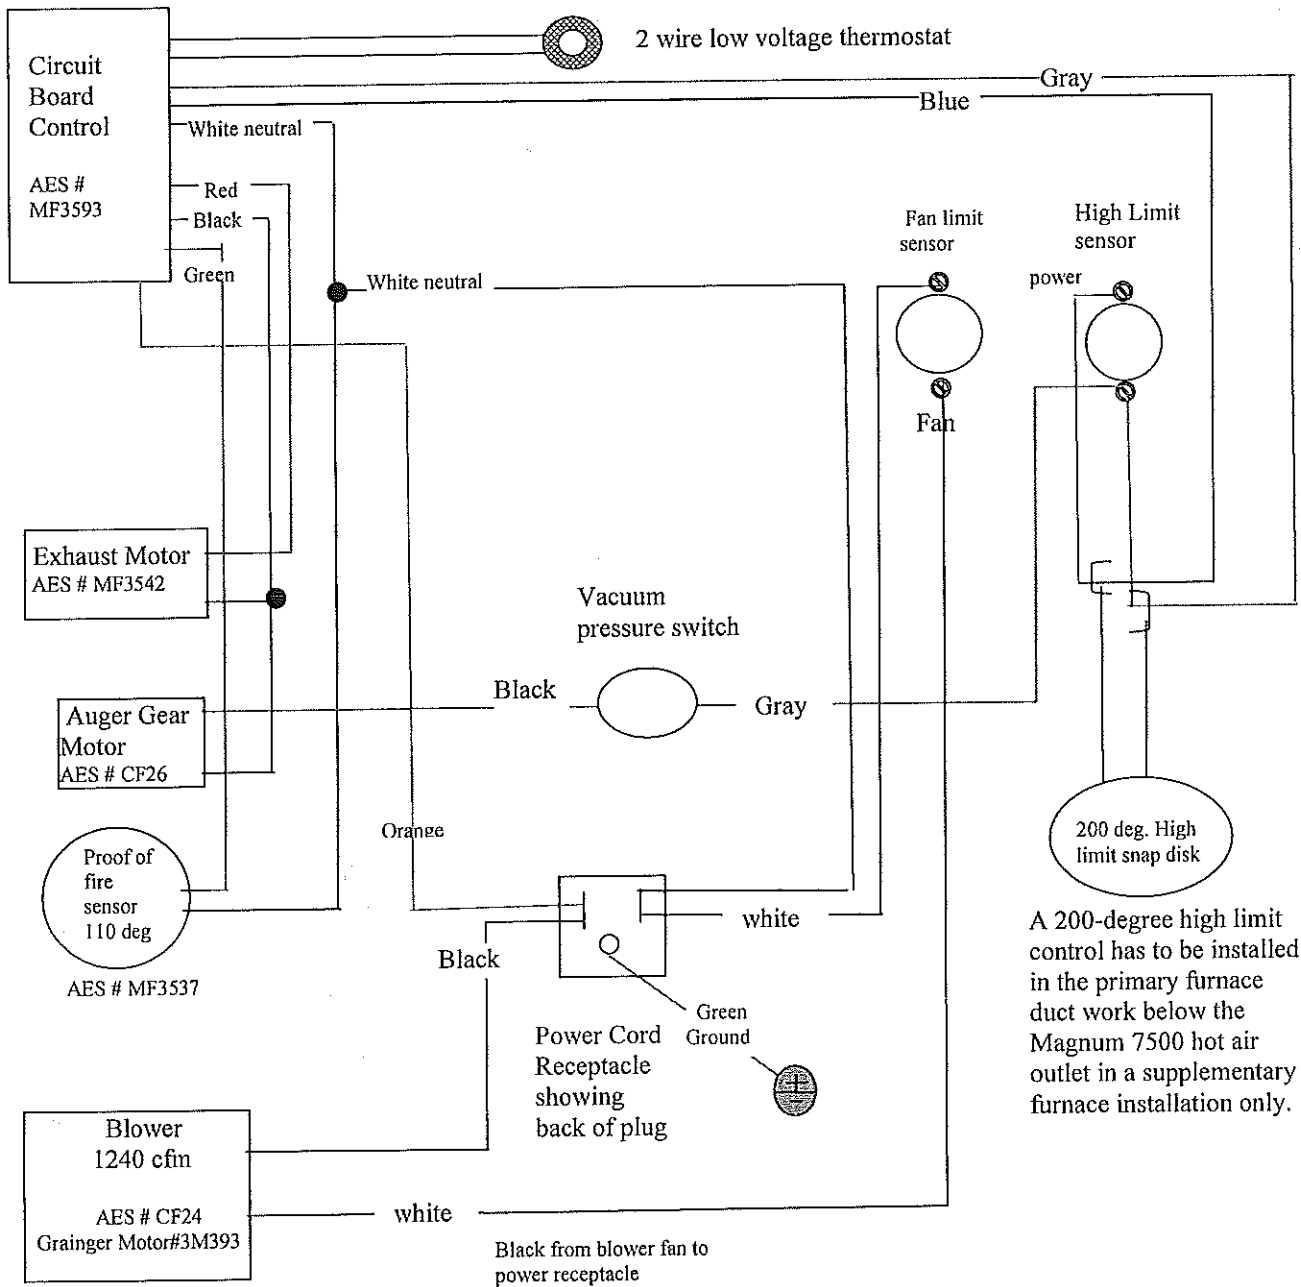 2 wire low voltage thermostat
Circuit
Board
Control
AES #
MF3593
Gray
Blue
White neutral
Red
Black
Green
White neutral
Fan limit
sensor
High Limit
sensor
power
Fan
Exhaust Motor
AES # MF3542
Vacuum
pressure switch
Black
Gray
Auger Gear
Motor
AES # CF26
Orange
Proof of
fire
sensor
110 deg
AES # MF3537
200 deg. High
limit snap disk
white
Black
Green
Ground
Power Cord
Receptacle
showing
back of plug
A 200-degree high limit
control has to be installed
in the primary furnace
duct work below the
Magnum 7500 hot air
outlet in a supplementary
furnace installation only.
Blower
1240 cfm
AES # CF24
Grainger Motor#3M393
white
Black from blower fan to
power receptacle